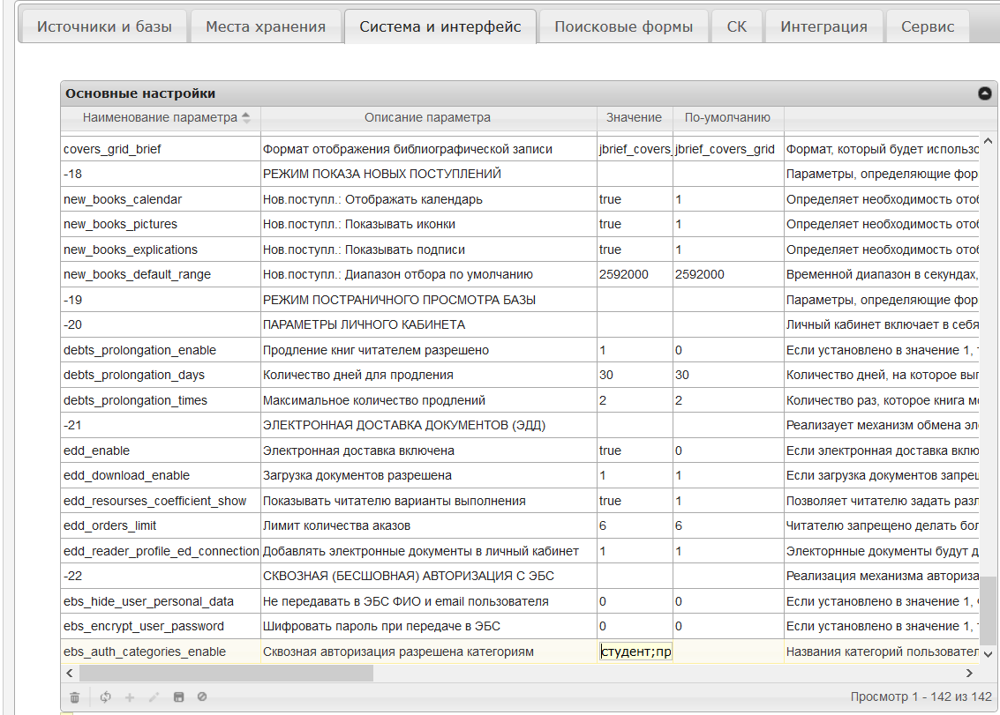 Источники и базы Места хранения Система и интерфейс Поисковые формы СК Интеграция Сервис
Основные настройки
Наименование параметра Описание параметра Значение По-умолчанию
covers_grid_brief Формат отображения библиографической записи jbrief_covers_ jbrief_covers_grid Формат, который будет использо
-18 РЕЖИМ ПОКАЗА НОВЫХ ПОСТУПЛЕНИЙ Параметры, определяющие фор
new_books_calendar Нов.поступл.: Отображать календарь true 1 Определяет необходимость отоб
new_books_pictures Нов.поступл.: Показывать иконки true 1 Определяет необходимость отоб
new_books_explications Нов.поступл.: Показывать подписи true 1 Определяет необходимость отоб
new_books_default_range Нов.поступл.: Диапазон отбора по умолчанию 2592000 2592000 Временной диапазон в секундах,
-19 РЕЖИМ ПОСТРАНИЧНОГО ПРОСМОТРА БАЗЫ Параметры, определяющие фор
-20 ПАРАМЕТРЫ ЛИЧНОГО КАБИНЕТА Личный кабинет включает в себя
debts_prolongation_enable Продление книг читателем разрешено 1 0 Если установлено в значение 1, т
debts_prolongation_days Количество дней для продления 30 30 Количество дней, на которое вып
debts_prolongation_times Максимальное количество продлений 2 2 Количество раз, которое книга мо
-21 ЭЛЕКТРОННАЯ ДОСТАВКА ДОКУМЕНТОВ (ЭДД) Реализует механизм обмена эле
edd_enable Электронная доставка включена true 0 Если электронная доставка вклю
edd_download_enable Загрузка документов разрешена 1 1 Если загрузка документов запрещ
edd_resourses_coefficient_show Показывать читателю варианты выполнения true 1 Позволяет читателю задать разл
edd_orders_limit Лимит количества аказов 6 6 Читателю запрещено делать бол
edd_reader_profile_ed_connection Добавлять электронные документы в личный кабинет 1 1 Электорнные документы будут д
-22 СКВОЗНАЯ (БЕСШОВНАЯ) АВТОРИЗАЦИЯ С ЭБС Реализация механизма авториза
ebs_hide_user_personal_data Не передавать в ЭБС ФИО и email пользователя 0 0 Если установлено в значение 1, Ф
ebs_encrypt_user_password Шифровать пароль при передаче в ЭБС 0 0 Если установлено в значение 1, т
ebs_auth_categories_enable Сквозная авторизация разрешена категориям студент;пр Названия категорий пользовател
Просмотр 1 - 142 из 142